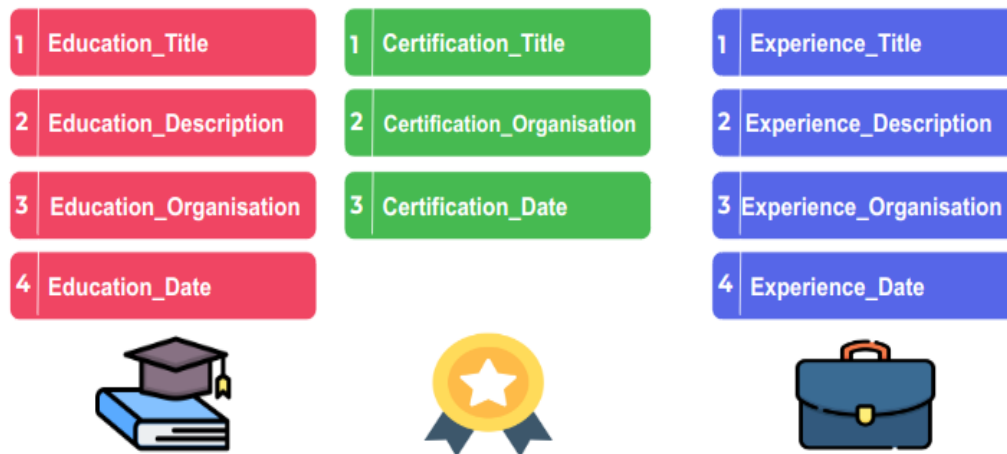 1 Education_Title
2 Education_Description
3 Education_Organisation
4 Education_Date
1 Certification_Title
2 Certification_Organisation
3 Certification_Date
1 Experience_Title
2 Experience_Description
3 Experience_Organisation
4 Experience_Date